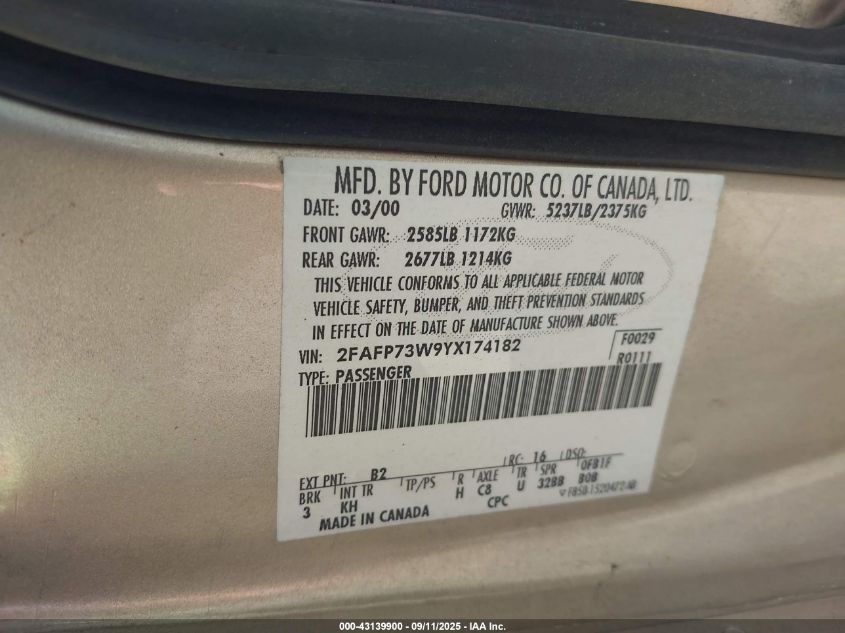 MFD. BY FORD MOTOR CO. OF CANADA, LTD.
DATE: 03/00 GVWR: 5237LB/2375KG
FRONT GAWR: 2585LB 1172KG
REAR GAWR: 2677LB 1214KG
THIS VEHICLE CONFORMS TO ALL APPLICABLE FEDERAL MOTOR
VEHICLE SAFETY, BUMPER, AND THEFT PREVENTION STANDARDS
IN EFFECT ON THE DATE OF MANUFACTURE SHOWN ABOVE.
VIN: 2FAFP73W9YX174182 F0029
TYPE: PASSENGER R0111
EXT PNT: B2 RC: 16 DSO:
BRK INT TR TP/PS R AXLE TR SPR 0FB1F
3 KH H C8 U 32BB B0B
MADE IN CANADA CPC
000-43139900 - 09/11/2025 - IAA Inc.